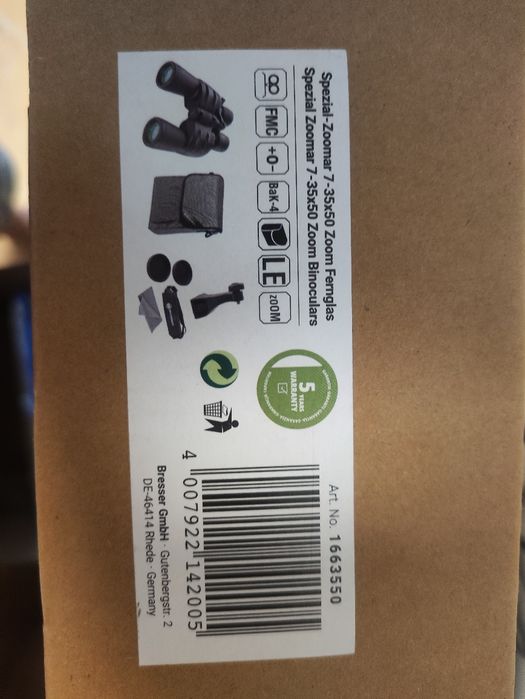 Spezial-Zoomar 7-35x50 Zoom Fernglas
Spezial Zoomar 7-35x50 Zoom Binoculars
FMC
+0-
BaK-4
LE
ZOOM
5 YEARS
WARRANTY
Art. No. 1663550
4 007922 142005
Bresser GmbH · Gutenbergstr. 2
DE-46414 Rhede · Germany